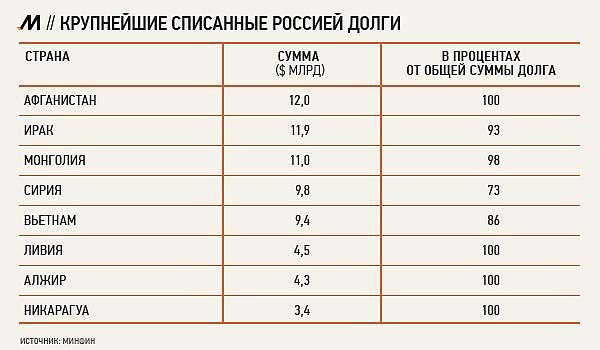 М // КРУПНЕЙШИЕ СПИСАННЫЕ РОССИЕЙ ДОЛГИ
СТРАНА СУММА ($ МЛРД) В ПРОЦЕНТАХ ОТ ОБЩЕЙ СУММЫ ДОЛГА
АФГАНИСТАН 12,0 100
ИРАК 11,9 93
МОНГОЛИЯ 11,0 98
СИРИЯ 9,8 73
ВЬЕТНАМ 9,4 86
ЛИВИЯ 4,5 100
АЛЖИР 4,3 100
НИКАРАГУА 3,4 100
ИСТОЧНИК: МИНФИН